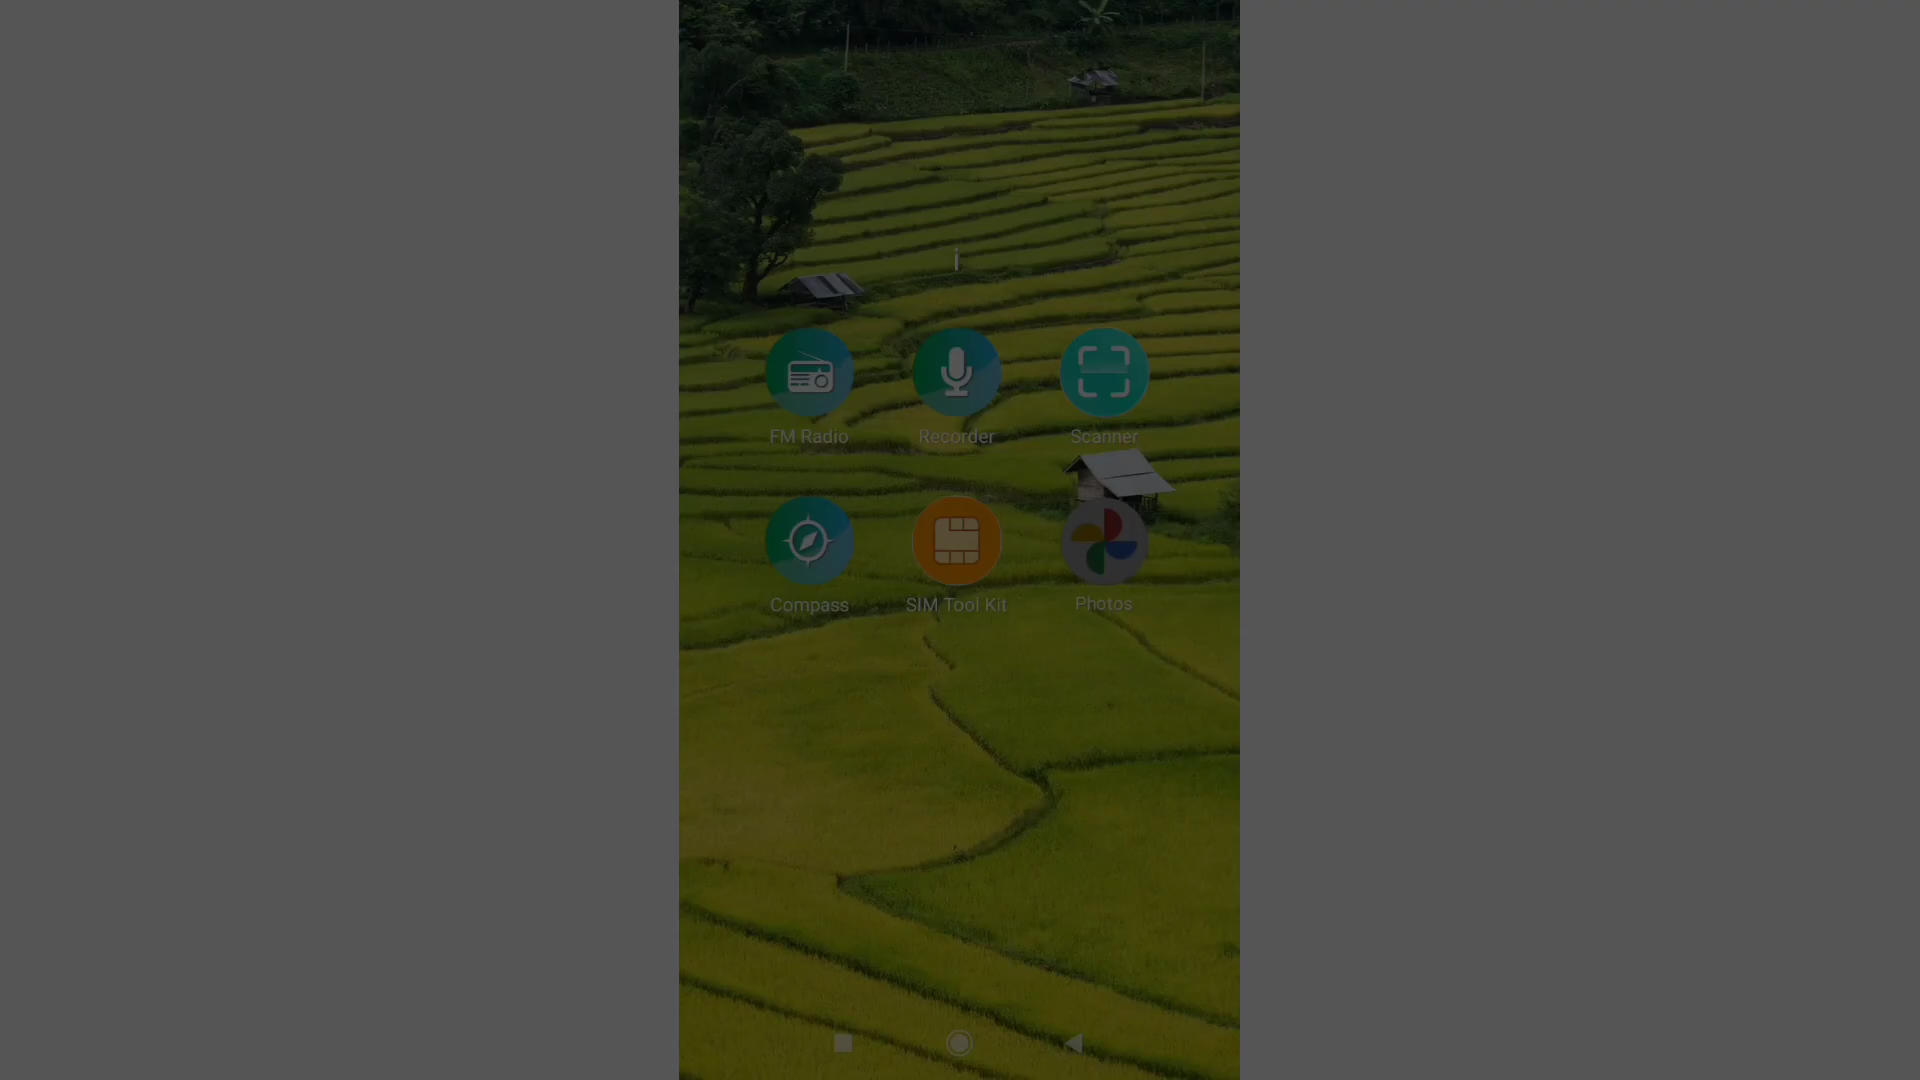 FM Radio
Recorder
Scanner
Compass
SIM Tool Kit
Photos